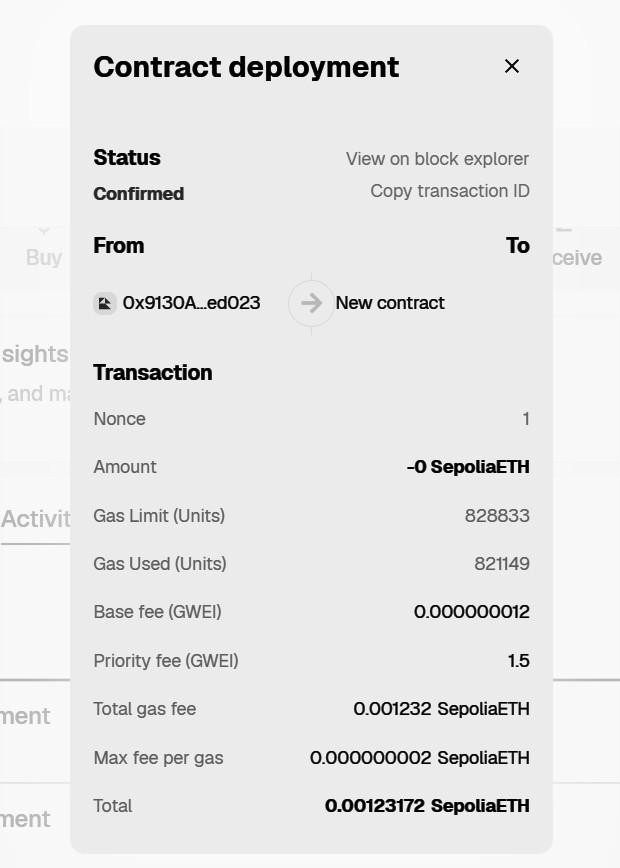 Contract deployment
Status
View on block explorer
Confirmed
Copy transaction ID
From
To
Buy
ceive
0x9130A...ed023
New contract
sights
Transaction
, and ma
Nonce
1
Amount
-0 SepoliaETH
Activit
Gas Limit (Units)
828833
Gas Used (Units)
821149
Base fee (GWEI)
0.000000012
Priority fee (GWEI)
1.5
ment
Total gas fee
0.001232 SepoliaETH
Max fee per gas
0.000000002 SepoliaETH
Total
0.00123172 SepoliaETH
ment